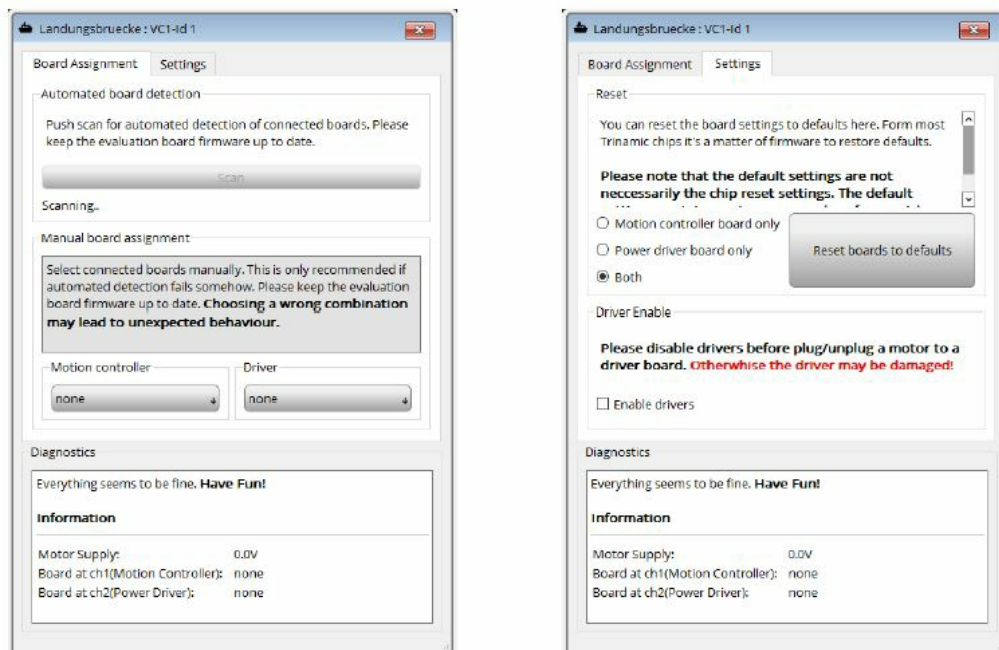 Landungsbruecke : VC1-Id 1
Board Assignment Settings
Automated board detection
Push scan for automated detection of connected boards. Please
keep the evaluation board firmware up to date.
Scan
Scanning..
Manual board assignment
Select connected boards manually. This is only recommended if
automated detection fails somehow. Please keep the evaluation
board firmware up to date. Choosing a wrong combination
may lead to unexpected behaviour.
Motion controller Driver
none none
Diagnostics
Everything seems to be fine. Have Fun!
Information
Motor Supply: 0.0V
Board at ch1(Motion Controller): none
Board at ch2(Power Driver): none
Landungsbruecke : VC1-Id 1
Board Assignment Settings
Reset
You can reset the board settings to defaults here. Form most
Trinamic chips it's a matter of firmware to restore defaults.
Please note that the default settings are not
neccessarily the chip reset settings. The default
Motion controller board only
Power driver board only
Both
Reset boards to defaults
Driver Enable
Please disable drivers before plug/unplug a motor to a
driver board. Otherwhise the driver may be damaged!
Enable drivers
Diagnostics
Everything seems to be fine. Have Fun!
Information
Motor Supply: 0.0V
Board at ch1(Motion Controller): none
Board at ch2(Power Driver): none